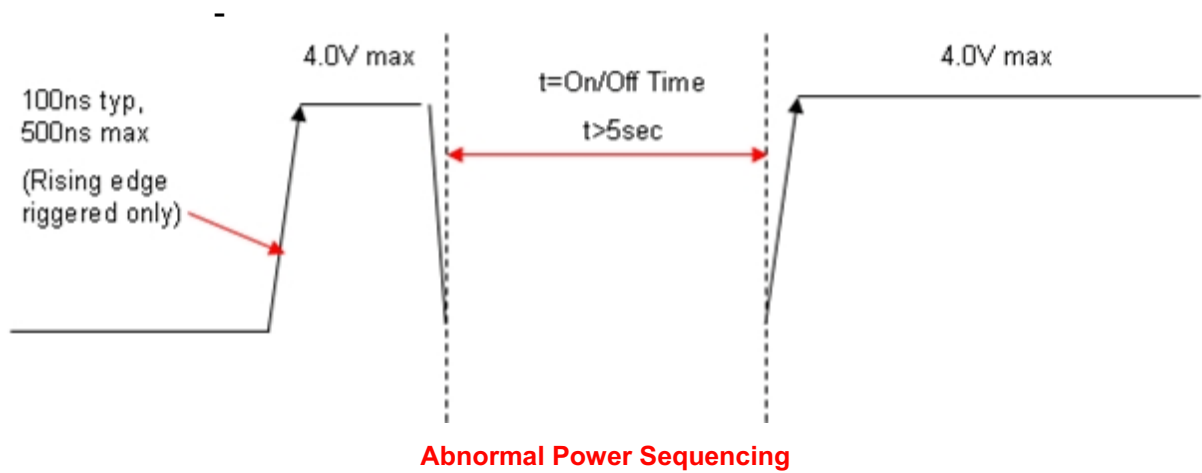 -
4.0V max
4.0V max
t=On/Off Time
t>5sec
100ns typ,
500ns max
(Rising edge
riggered only)
Abnormal Power Sequencing